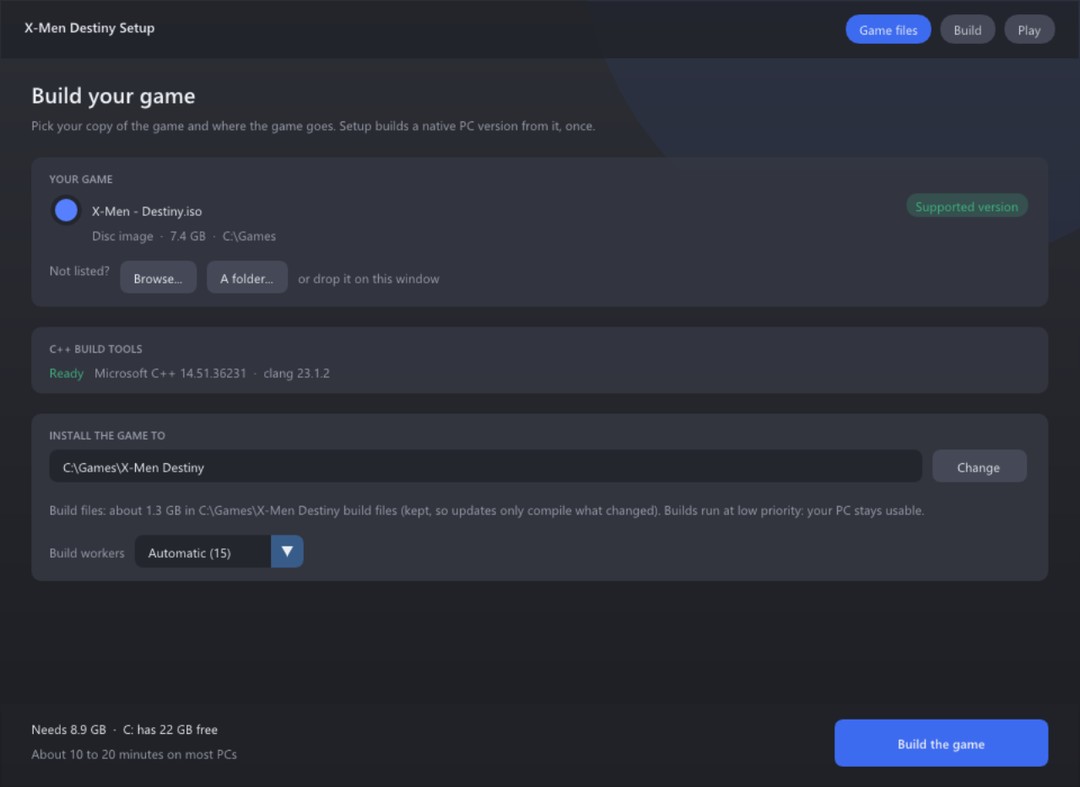 X-Men Destiny Setup
Game files
Build
Play
Build your game
Pick your copy of the game and where the game goes. Setup builds a native PC version from it, once.
YOUR GAME
X-Men - Destiny.iso
Supported version
Disc image · 7.4 GB · C:\Games
Not listed? Browse... A folder... or drop it on this window
C++ BUILD TOOLS
Ready Microsoft C++ 14.51.36231 · clang 23.1.2
INSTALL THE GAME TO
C:\Games\X-Men Destiny
Change
Build files: about 1.3 GB in C:\Games\X-Men Destiny build files (kept, so updates only compile what changed). Builds run at low priority: your PC stays usable.
Build workers Automatic (15)
Needs 8.9 GB · C: has 22 GB free
About 10 to 20 minutes on most PCs
Build the game